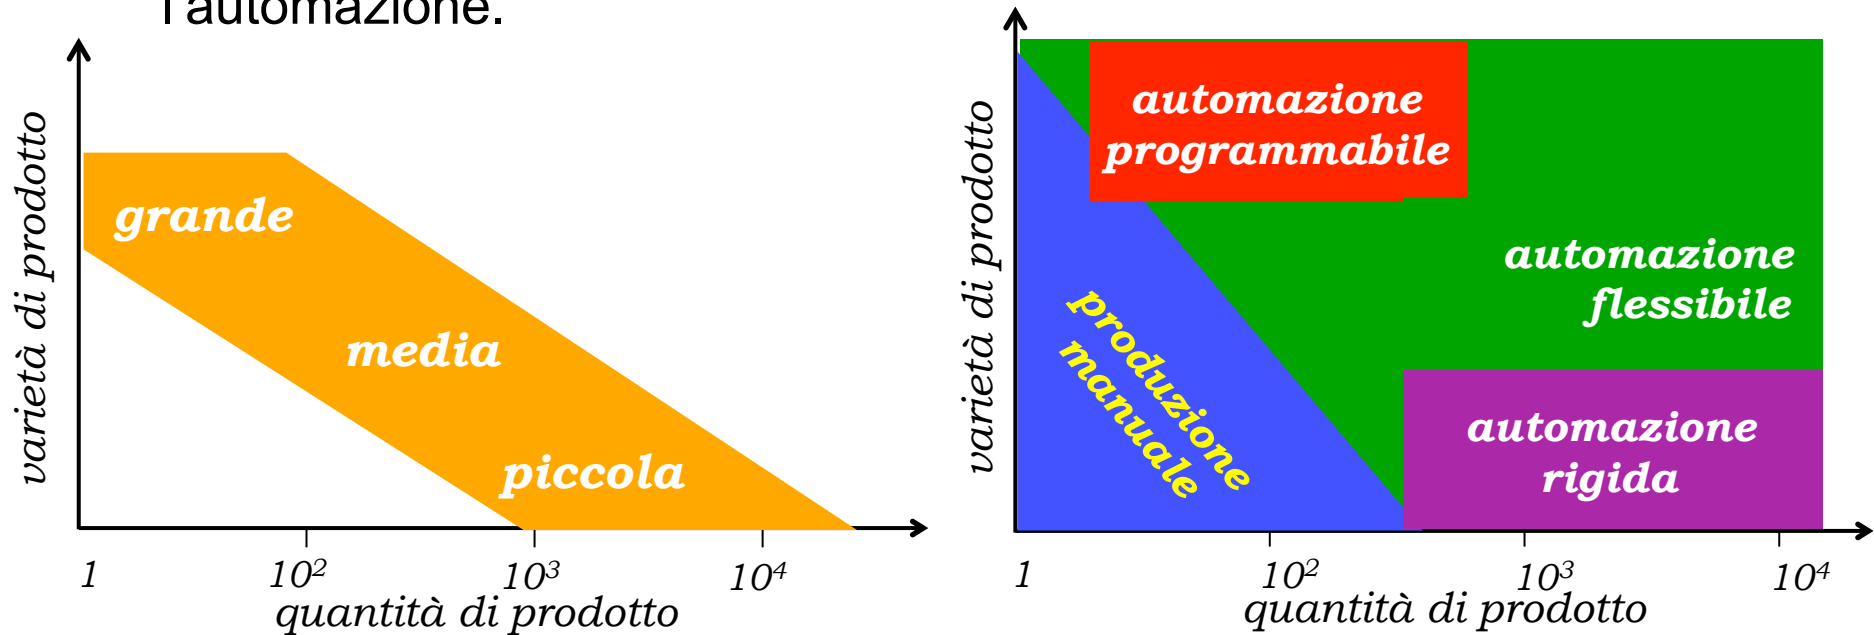 l'automazione.
varietà di prodotto
grande
media
piccola
1
10²
10³
10⁴
quantità di prodotto
varietà di prodotto
automazione
programmabile
automazione
flessibile
produzione
manuale
automazione
rigida
1
10²
10³
10⁴
quantità di prodotto